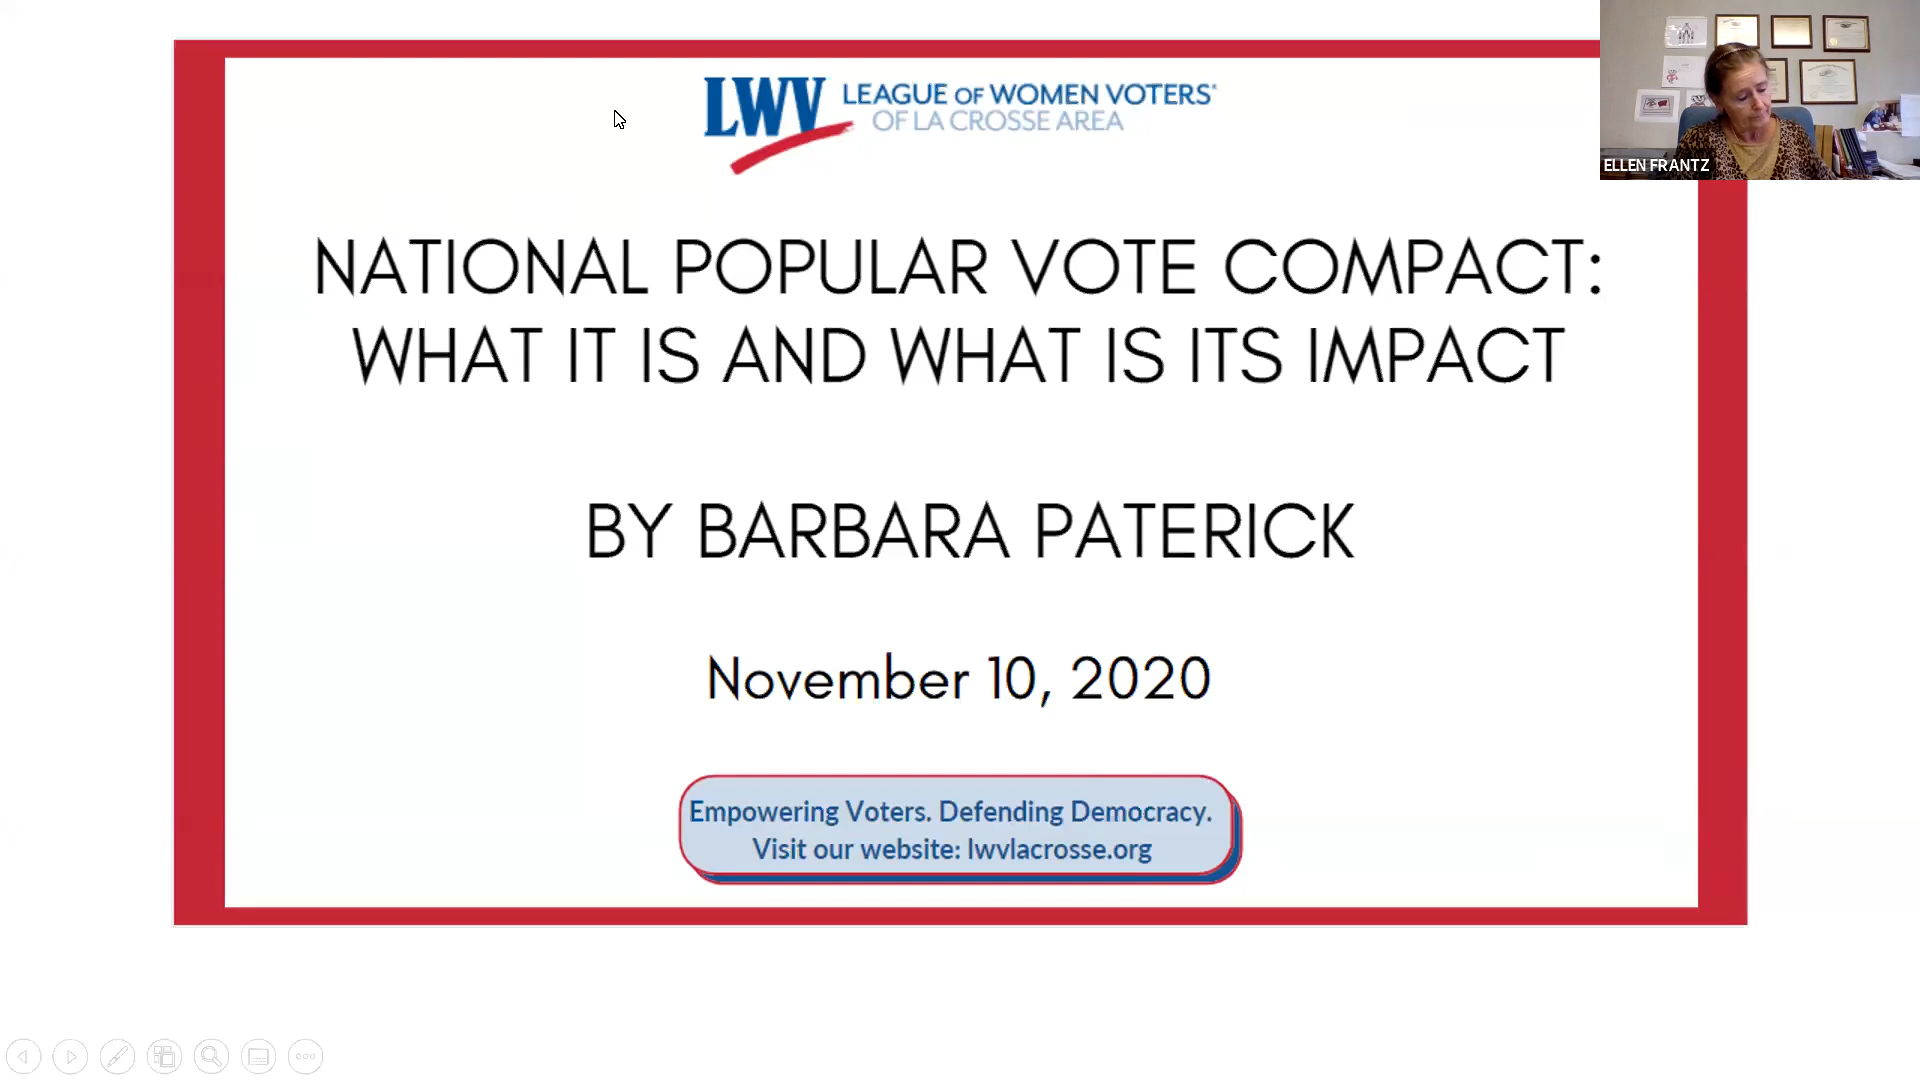 LWV LEAGUE OF WOMEN VOTERS®
OF LA CROSSE AREA
ELLEN FRANTZ
NATIONAL POPULAR VOTE COMPACT:
WHAT IT IS AND WHAT IS ITS IMPACT
BY BARBARA PATERICK
November 10, 2020
Empowering Voters. Defending Democracy.
Visit our website: lwvlacrosse.org